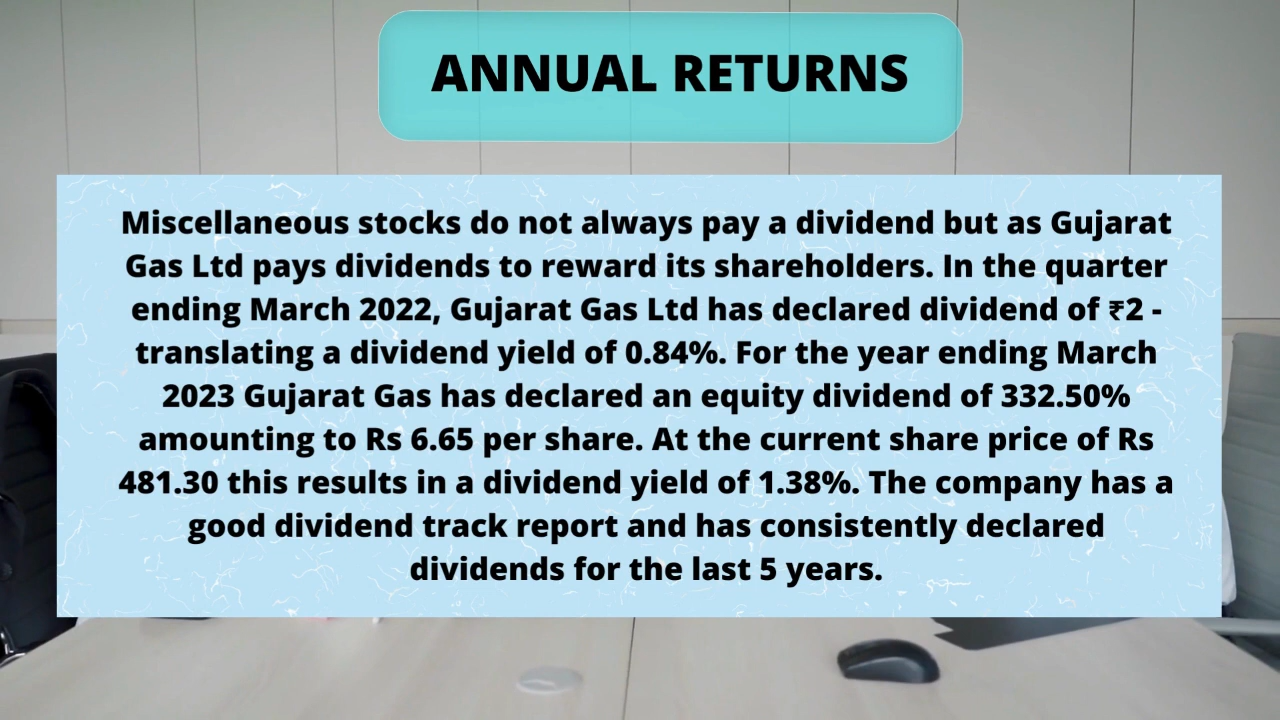 ANNUAL RETURNS
Miscellaneous stocks do not always pay a dividend but as Gujarat
Gas Ltd pays dividends to reward its shareholders. In the quarter
ending March 2022, Gujarat Gas Ltd has declared dividend of ₹2 -
translating a dividend yield of 0.84%. For the year ending March
2023 Gujarat Gas has declared an equity dividend of 332.50%
amounting to Rs 6.65 per share. At the current share price of Rs
481.30 this results in a dividend yield of 1.38%. The company has a
good dividend track report and has consistently declared
dividends for the last 5 years.